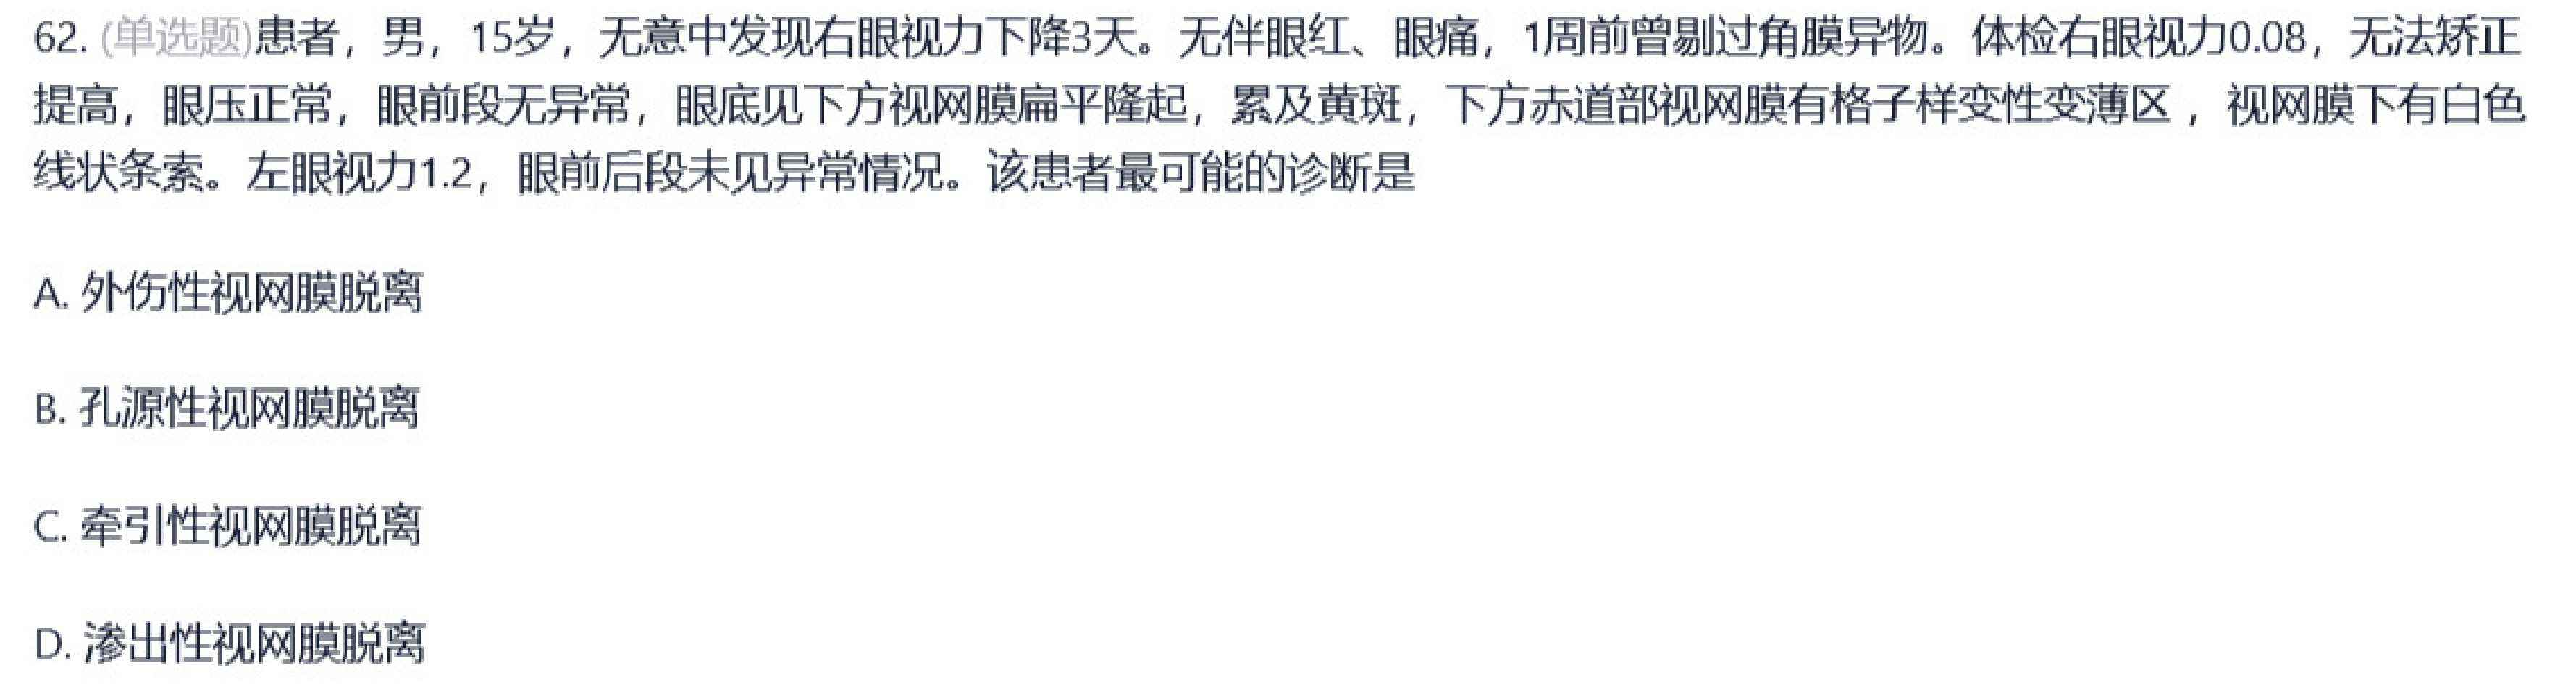 62. (单选题)患者，男，15岁，无意中发现右眼视力下降3天。无伴眼红、眼痛，1周前曾剔过角膜异物。体检右眼视力0.08，无法矫正
提高，眼压正常，眼前段无异常，眼底见下方视网膜扁平隆起，累及黄斑，下方赤道部视网膜有格子样变性变薄区，视网膜下有白色
线状条索。左眼视力1.2，眼前后段未见异常情况。该患者最可能的诊断是
A. 外伤性视网膜脱离
B. 孔源性视网膜脱离
C. 牵引性视网膜脱离
D. 渗出性视网膜脱离